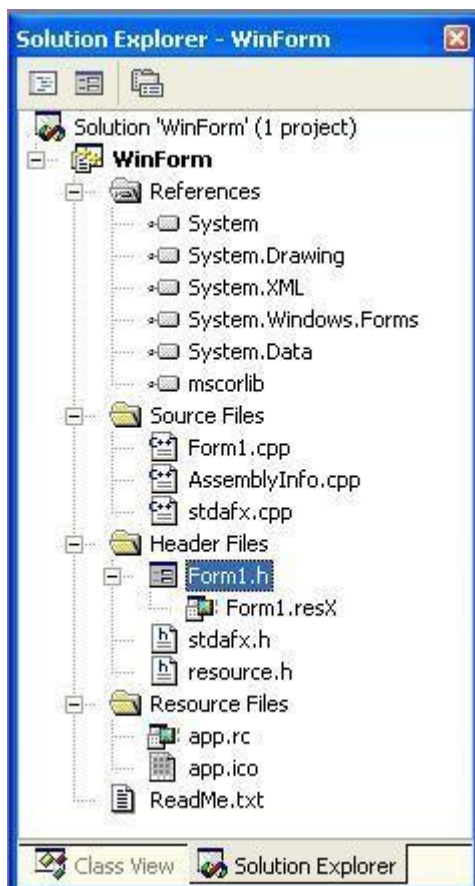 Solution Explorer - WinForm
Solution 'WinForm' (1 project)
WinForm
References
System
System.Drawing
System.XML
System.Windows.Forms
System.Data
mscorlib
Source Files
Form1.cpp
AssemblyInfo.cpp
stdafx.cpp
Header Files
Form1.h
Form1.resX
stdafx.h
resource.h
Resource Files
app.rc
app.ico
ReadMe.txt
Class View Solution Explorer